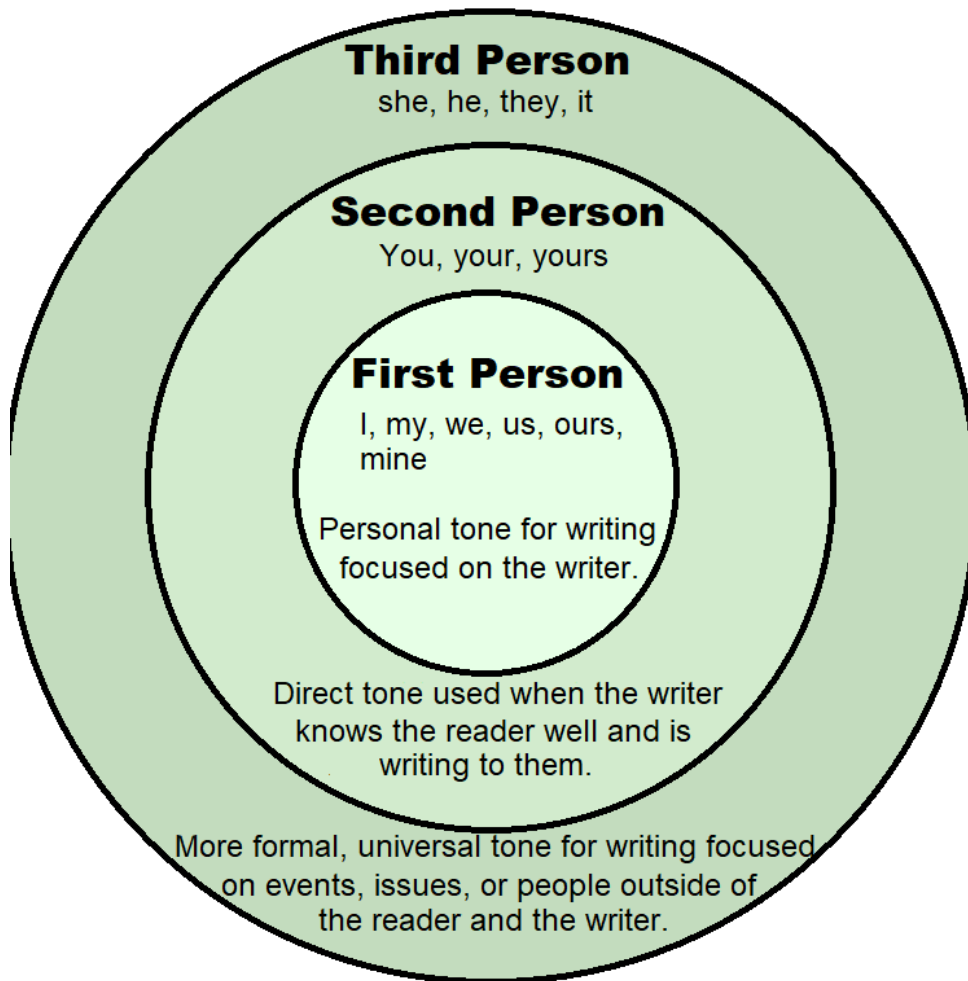 Third Person
she, he, they, it
Second Person
You, your, yours
First Person
I, my, we, us, ours,
mine
Personal tone for writing
focused on the writer.
Direct tone used when the writer
knows the reader well and is
writing to them.
More formal, universal tone for writing focused
on events, issues, or people outside of
the reader and the writer.